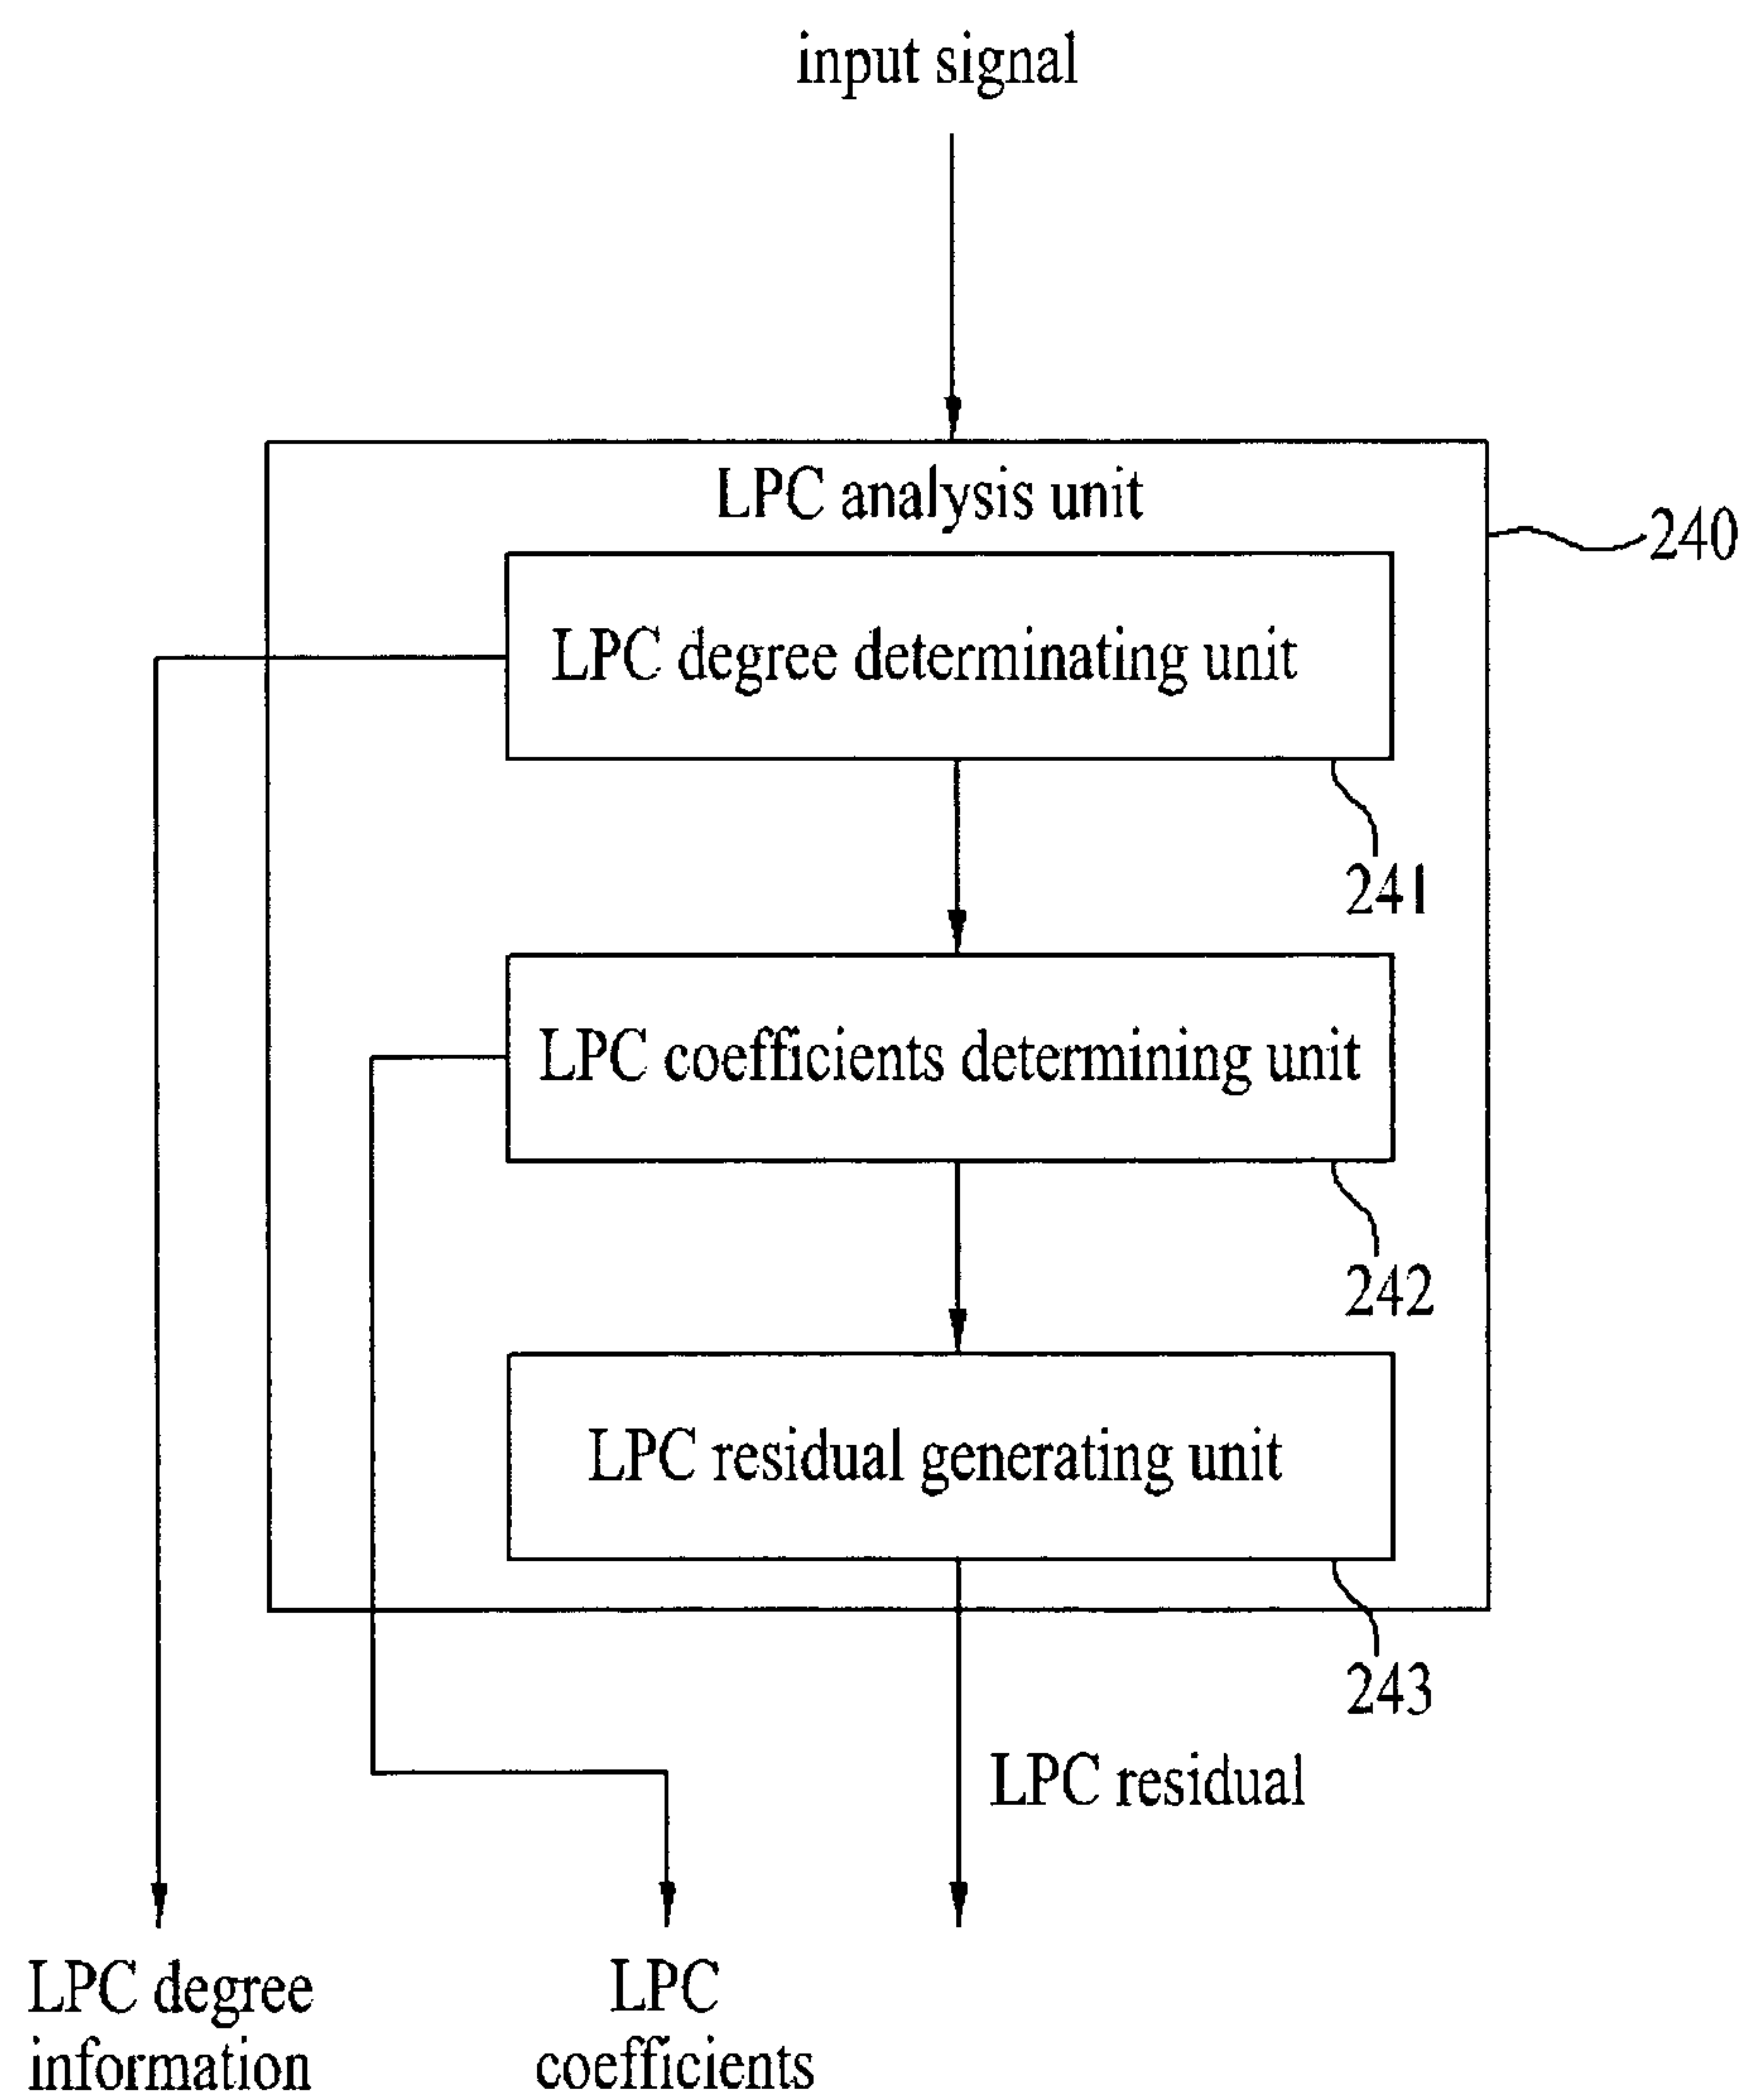 input signal
LPC analysis unit
240
LPC degree determinating unit
241
LPC coefficients determining unit
242
LPC residual generating unit
243
LPC residual
LPC degree
information
LPC
coefficients